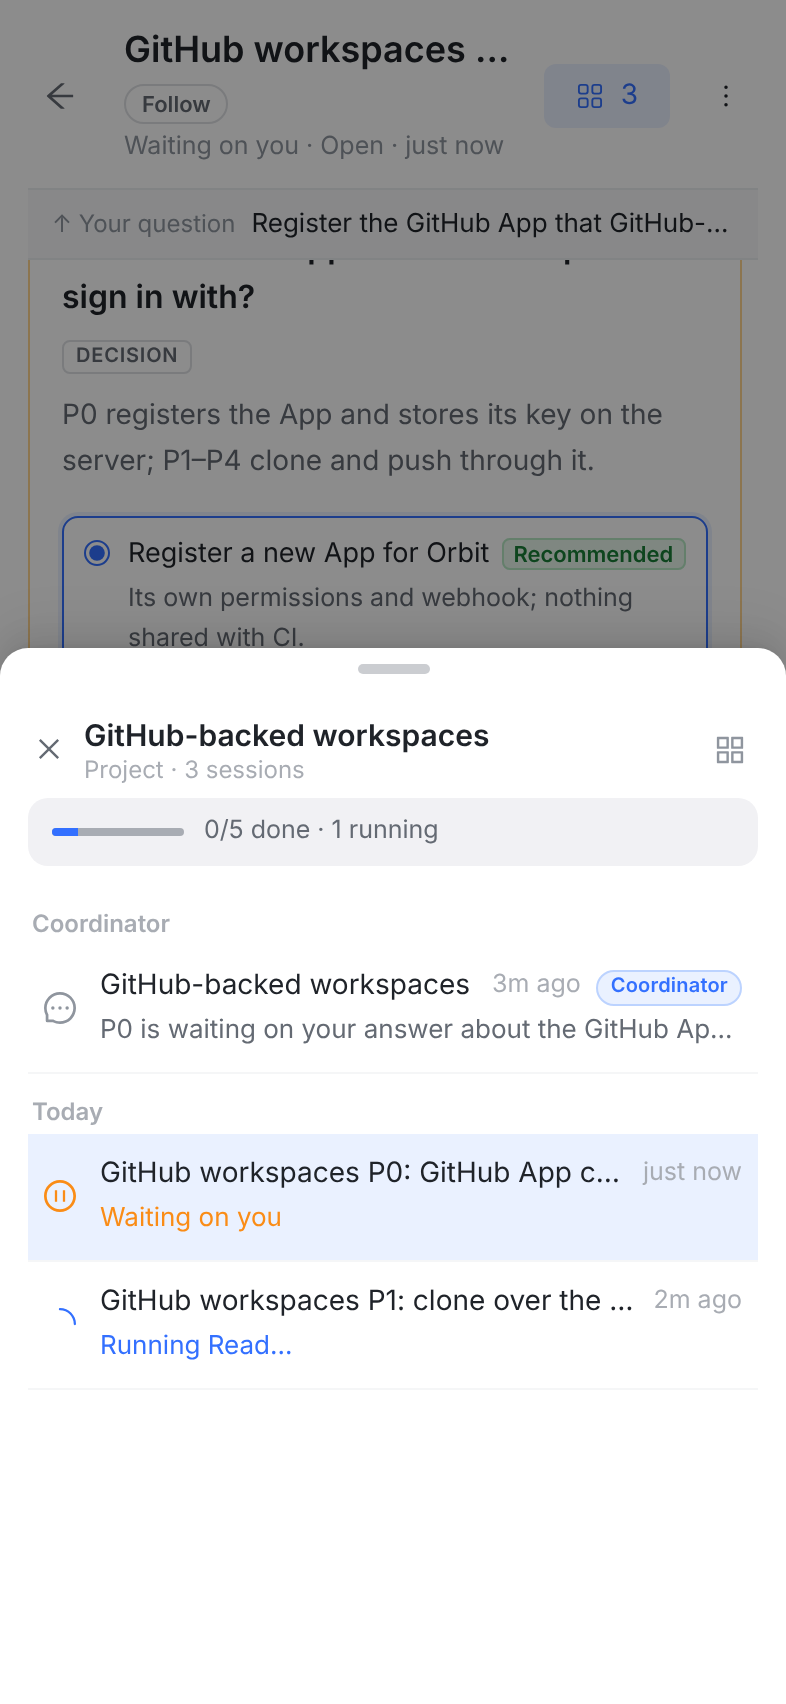 GitHub workspaces ...
Follow
3
Waiting on you · Open · just now
↑ Your question Register the GitHub App that GitHub-...
sign in with?
DECISION
P0 registers the App and stores its key on the
server; P1–P4 clone and push through it.
Register a new App for Orbit Recommended
Its own permissions and webhook; nothing
shared with CI.
GitHub-backed workspaces
Project · 3 sessions
0/5 done · 1 running
Coordinator
GitHub-backed workspaces 3m ago Coordinator
P0 is waiting on your answer about the GitHub Ap...
Today
GitHub workspaces P0: GitHub App c... just now
Waiting on you
GitHub workspaces P1: clone over the ... 2m ago
Running Read...